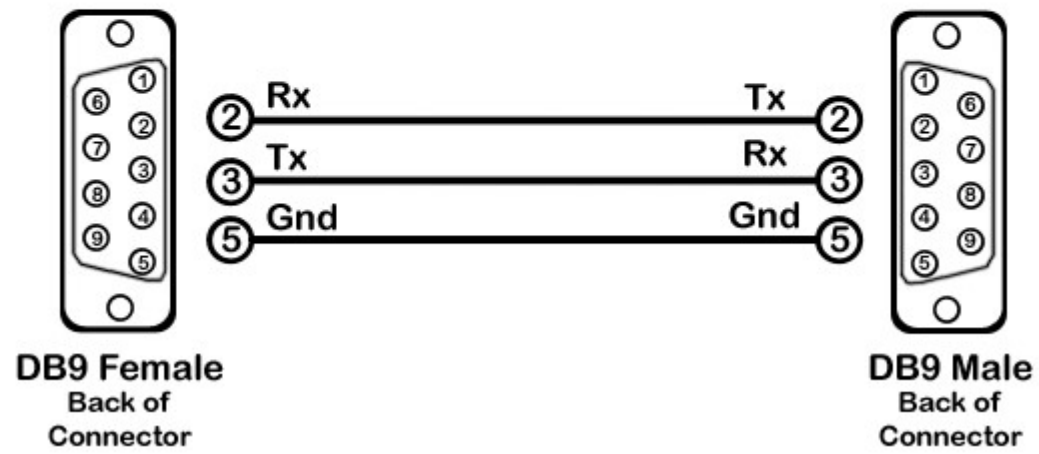 1
6
2
7
3
8
4
9
5
2 Rx Tx 2
3 Tx Rx 3
5 Gnd Gnd 5
1
6
2
7
3
8
4
9
5
DB9 Female
Back of
Connector
DB9 Male
Back of
Connector